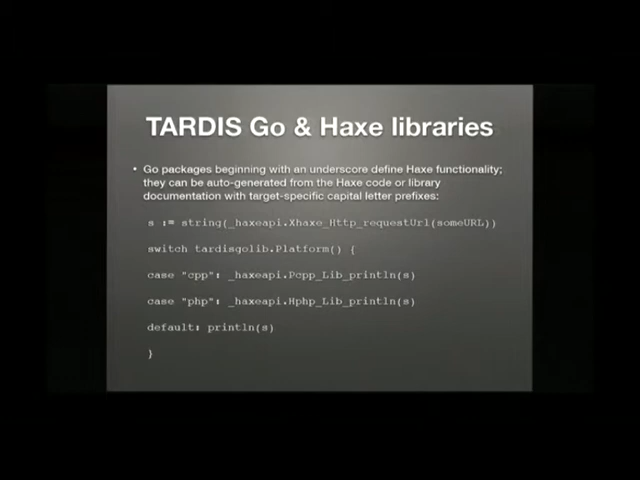 TARDIS Go & Haxe libraries
• Go packages beginning with an underscore define Haxe functionality;
they can be auto-generated from the Haxe code or library
documentation with target-specific capital letter prefixes:
s := string(_haxeapi.Xhaxe_Http_requestUrl(someURL))
switch tardisgolib.Platform() {
case "cpp": _haxeapi.Pcpp_Lib_println(s)
case "php": _haxeapi.Hphp_Lib_println(s)
default: println(s)
}